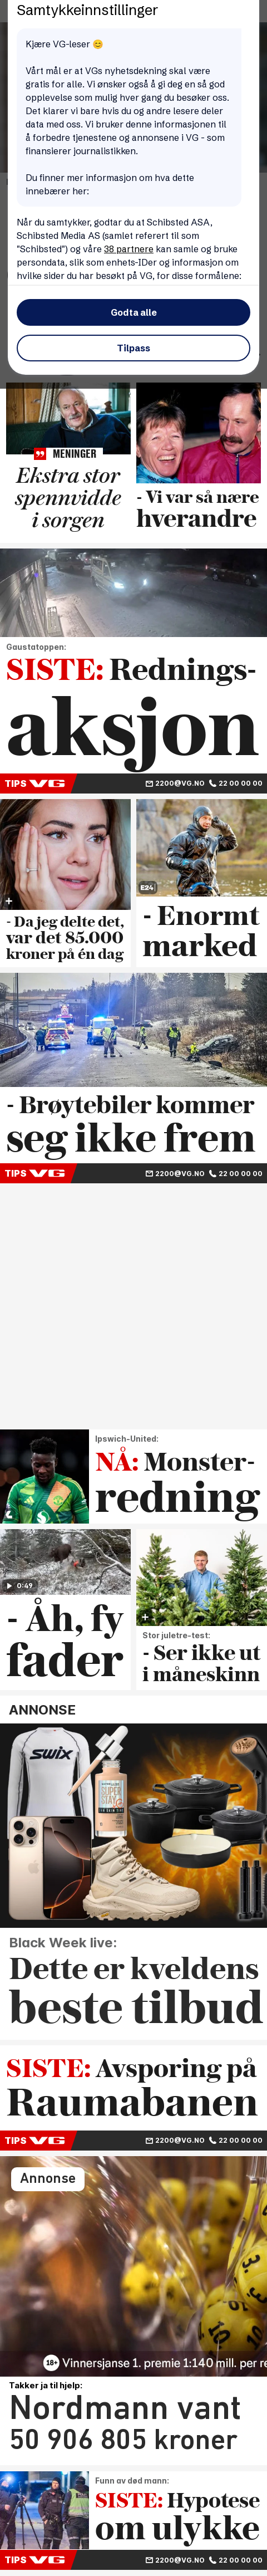 Samtykkeinnstillinger
Kjære VG-leser 😊
Vårt mål er at VGs nyhetsdekning skal være
gratis for alle. Vi ønsker også å gi deg en så god
opplevelse som mulig hver gang du besøker oss.
Det klarer vi bare hvis du og andre lesere deler
data med oss. Vi bruker denne informasjonen til
å forbedre tjenestene og annonsene i VG - som
finansierer journalistikken.
Du finner mer informasjon om hva dette
innebærer her:
Når du samtykker, godtar du at Schibsted ASA,
Schibsted Media AS (samlet referert til som
"Schibsted") og våre 38 partnere kan samle og bruke
persondata, slik som enhets-IDer og informasjon om
hvilke sider du har besøkt på VG, for disse formålene:
Godta alle
Tilpass
MENINGER
Ekstra stor
spennvidde
i sorgen
- Vi var så nære
hverandre
Gaustatoppen:
SISTE: Rednings-
aksjon
TIPS VG 2200@VG.NO 22 00 00 00
- Da jeg delte det,
var det 85.000
kroner på én dag
E24
- Enormt
marked
- Brøytebiler kommer
seg ikke frem
TIPS VG 2200@VG.NO 22 00 00 00
Ipswich-United:
NÅ: Monster-
redning
0:49
- Åh, fy
fader
Stor juletre-test:
- Ser ikke ut
i måneskinn
ANNONSE
SWIX
SUPER
STAY
Black Week live:
Dette er kveldens
beste tilbud
SISTE: Avsporing på
Raumabanen
TIPS VG 2200@VG.NO 22 00 00 00
Annonse
18+ Vinnersjanse 1. premie 1:140 mill. per re
Takker ja til hjelp:
Nordmann vant
50 906 805 kroner
Funn av død mann:
SISTE: Hypotese
om ulykke
TIPS VG 2200@VG.NO 22 00 00 00